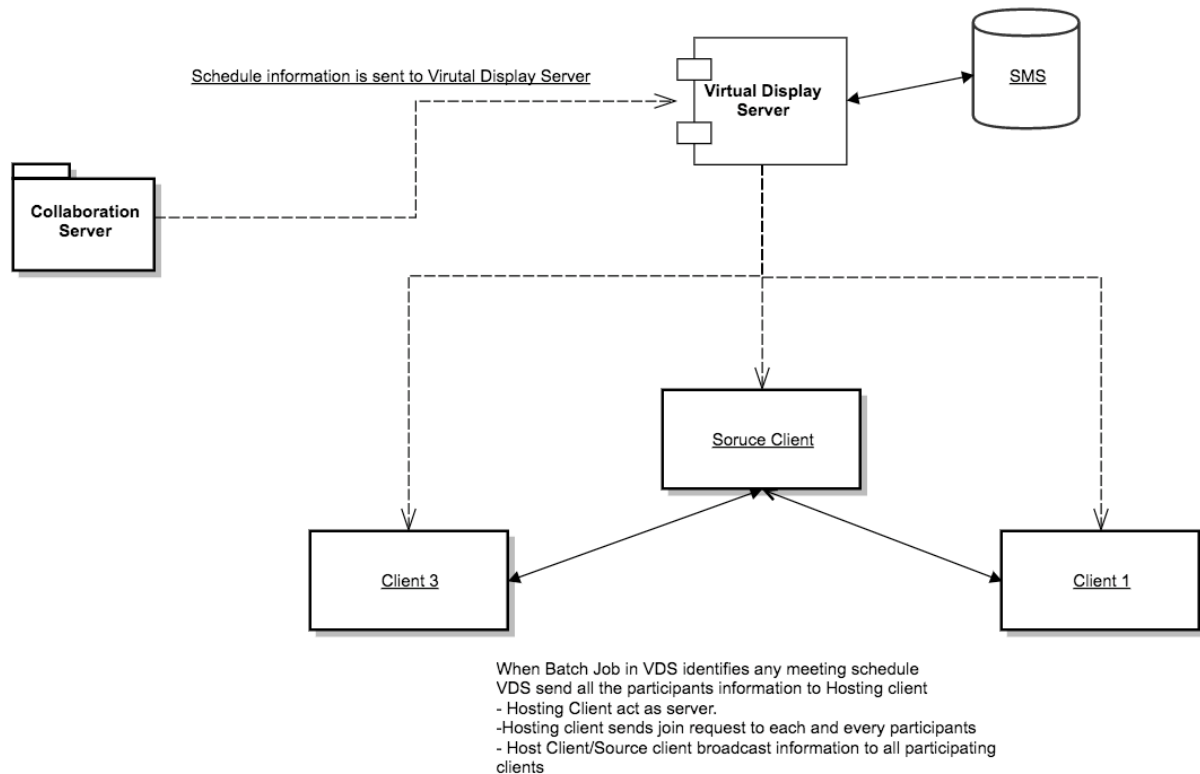 Schedule information is sent to Virutal Display Server
Virtual Display
Server
SMS
Collaboration
Server
Soruce Client
Client 3
Client 1
When Batch Job in VDS identifies any meeting schedule
VDS send all the participants information to Hosting client
- Hosting Client act as server.
-Hosting client sends join request to each and every participants
- Host Client/Source client broadcast information to all participating
clients